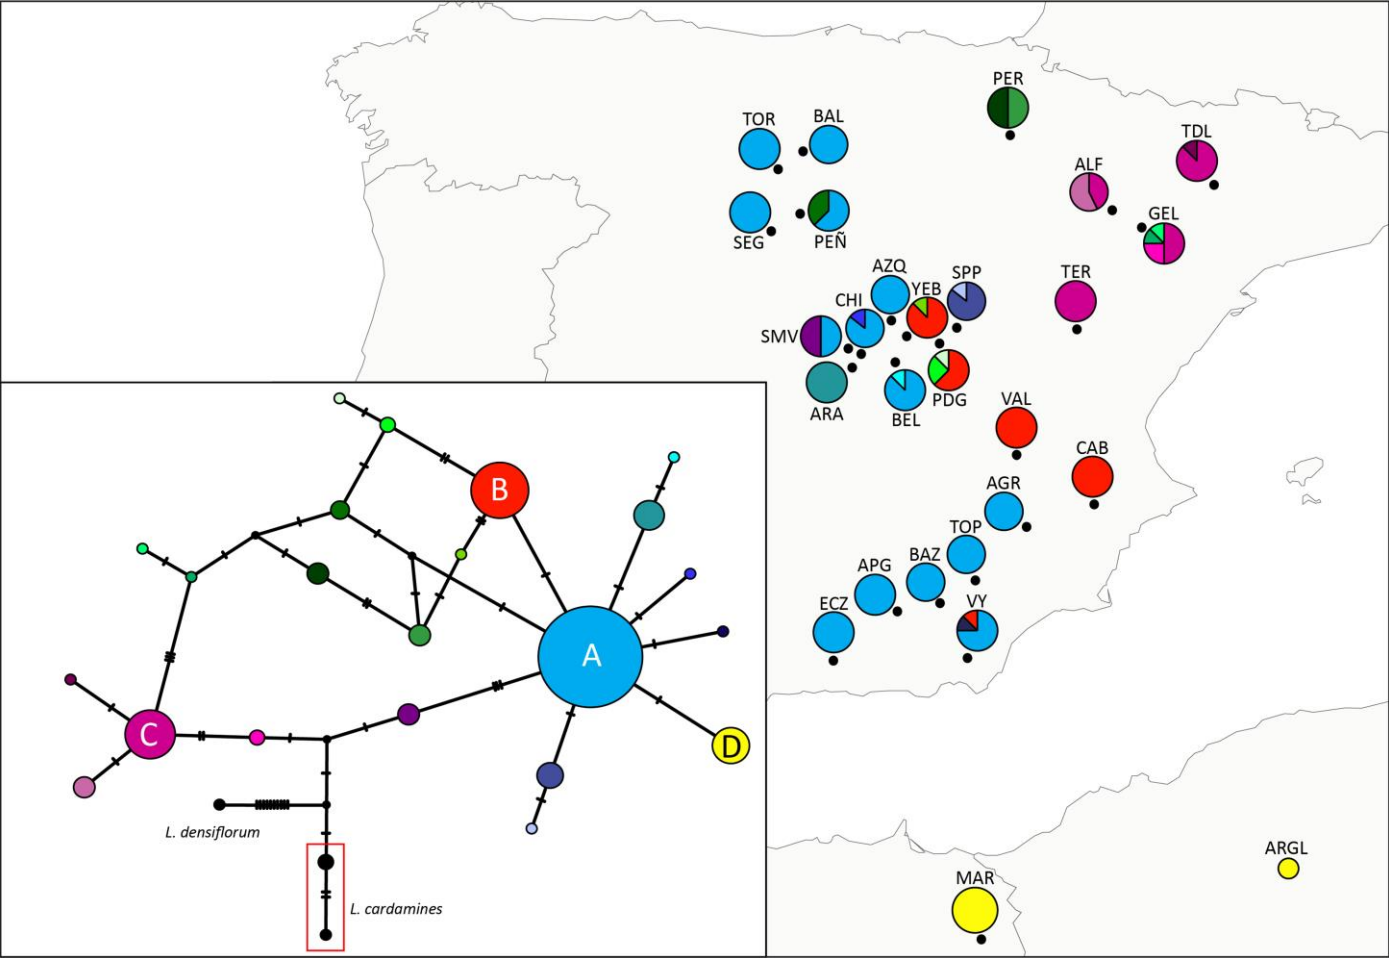 PER
TOR
BAL
TDL
ALF
GEL
SEG
PEÑ
AZQ
SPP
TER
YEB
CHI
SMV
ARA
BEL
PDG
VAL
CAB
AGR
TOP
BAZ
APG
ECZ
VY
B
A
C
D
L. densiflorum
L. cardamines
ARGL
MAR